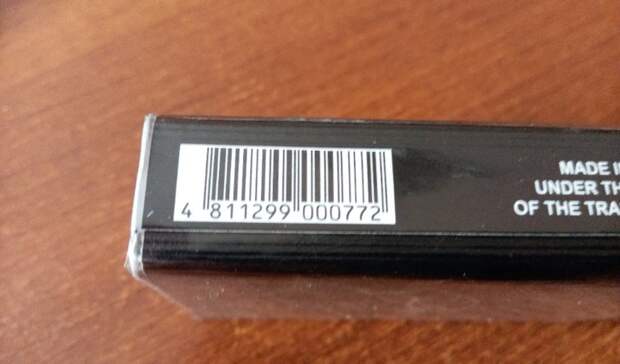 4 811299 000772
MADE I
UNDER TH
OF THE TRA